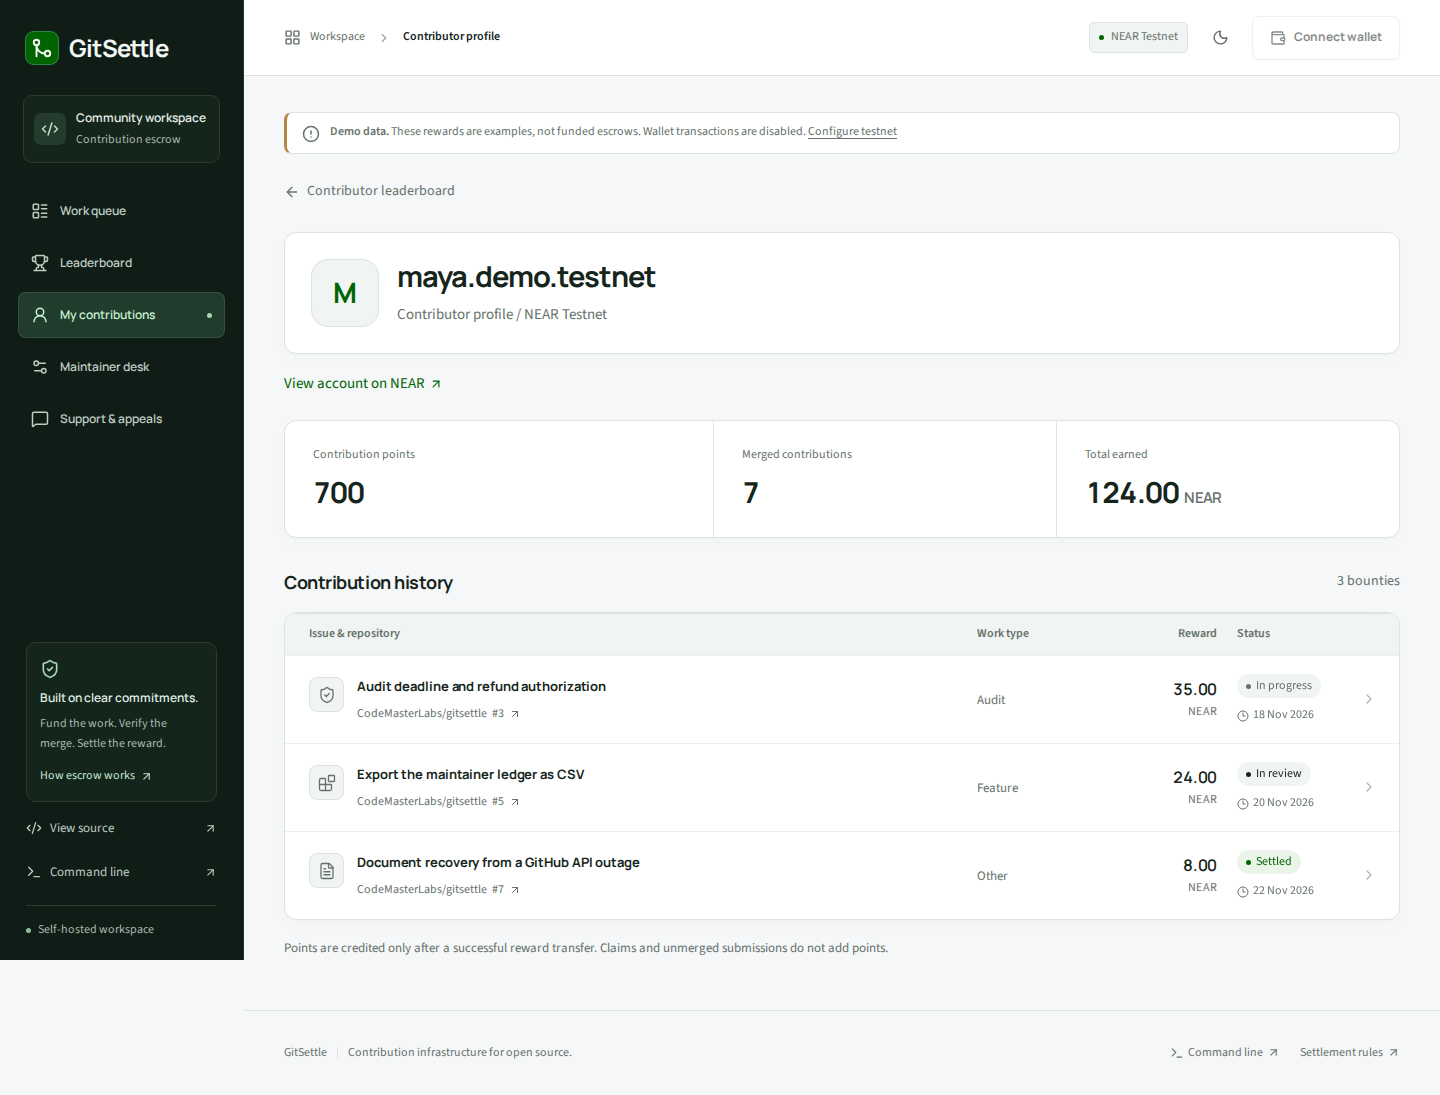 GitSettle
Community workspace
Contribution escrow
Work queue
Leaderboard
My contributions
Maintainer desk
Support & appeals
Built on clear commitments.
Fund the work. Verify the
merge. Settle the reward.
How escrow works
View source
Command line
Self-hosted workspace
Workspace
Contributor profile
NEAR Testnet
Connect wallet
Demo data. These rewards are examples, not funded escrows. Wallet transactions are disabled. Configure testnet
Contributor leaderboard
M
maya.demo.testnet
Contributor profile / NEAR Testnet
View account on NEAR
Contribution points
700
Merged contributions
7
Total earned
124.00 NEAR
Contribution history
3 bounties
Issue & repository
Work type
Reward
Status
Audit deadline and refund authorization
CodeMasterLabs/gitsettle #3
Audit
35.00
NEAR
In progress
18 Nov 2026
Export the maintainer ledger as CSV
CodeMasterLabs/gitsettle #5
Feature
24.00
NEAR
In review
20 Nov 2026
Document recovery from a GitHub API outage
CodeMasterLabs/gitsettle #7
Other
8.00
NEAR
Settled
22 Nov 2026
Points are credited only after a successful reward transfer. Claims and unmerged submissions do not add points.
GitSettle
Contribution infrastructure for open source.
Command line
Settlement rules